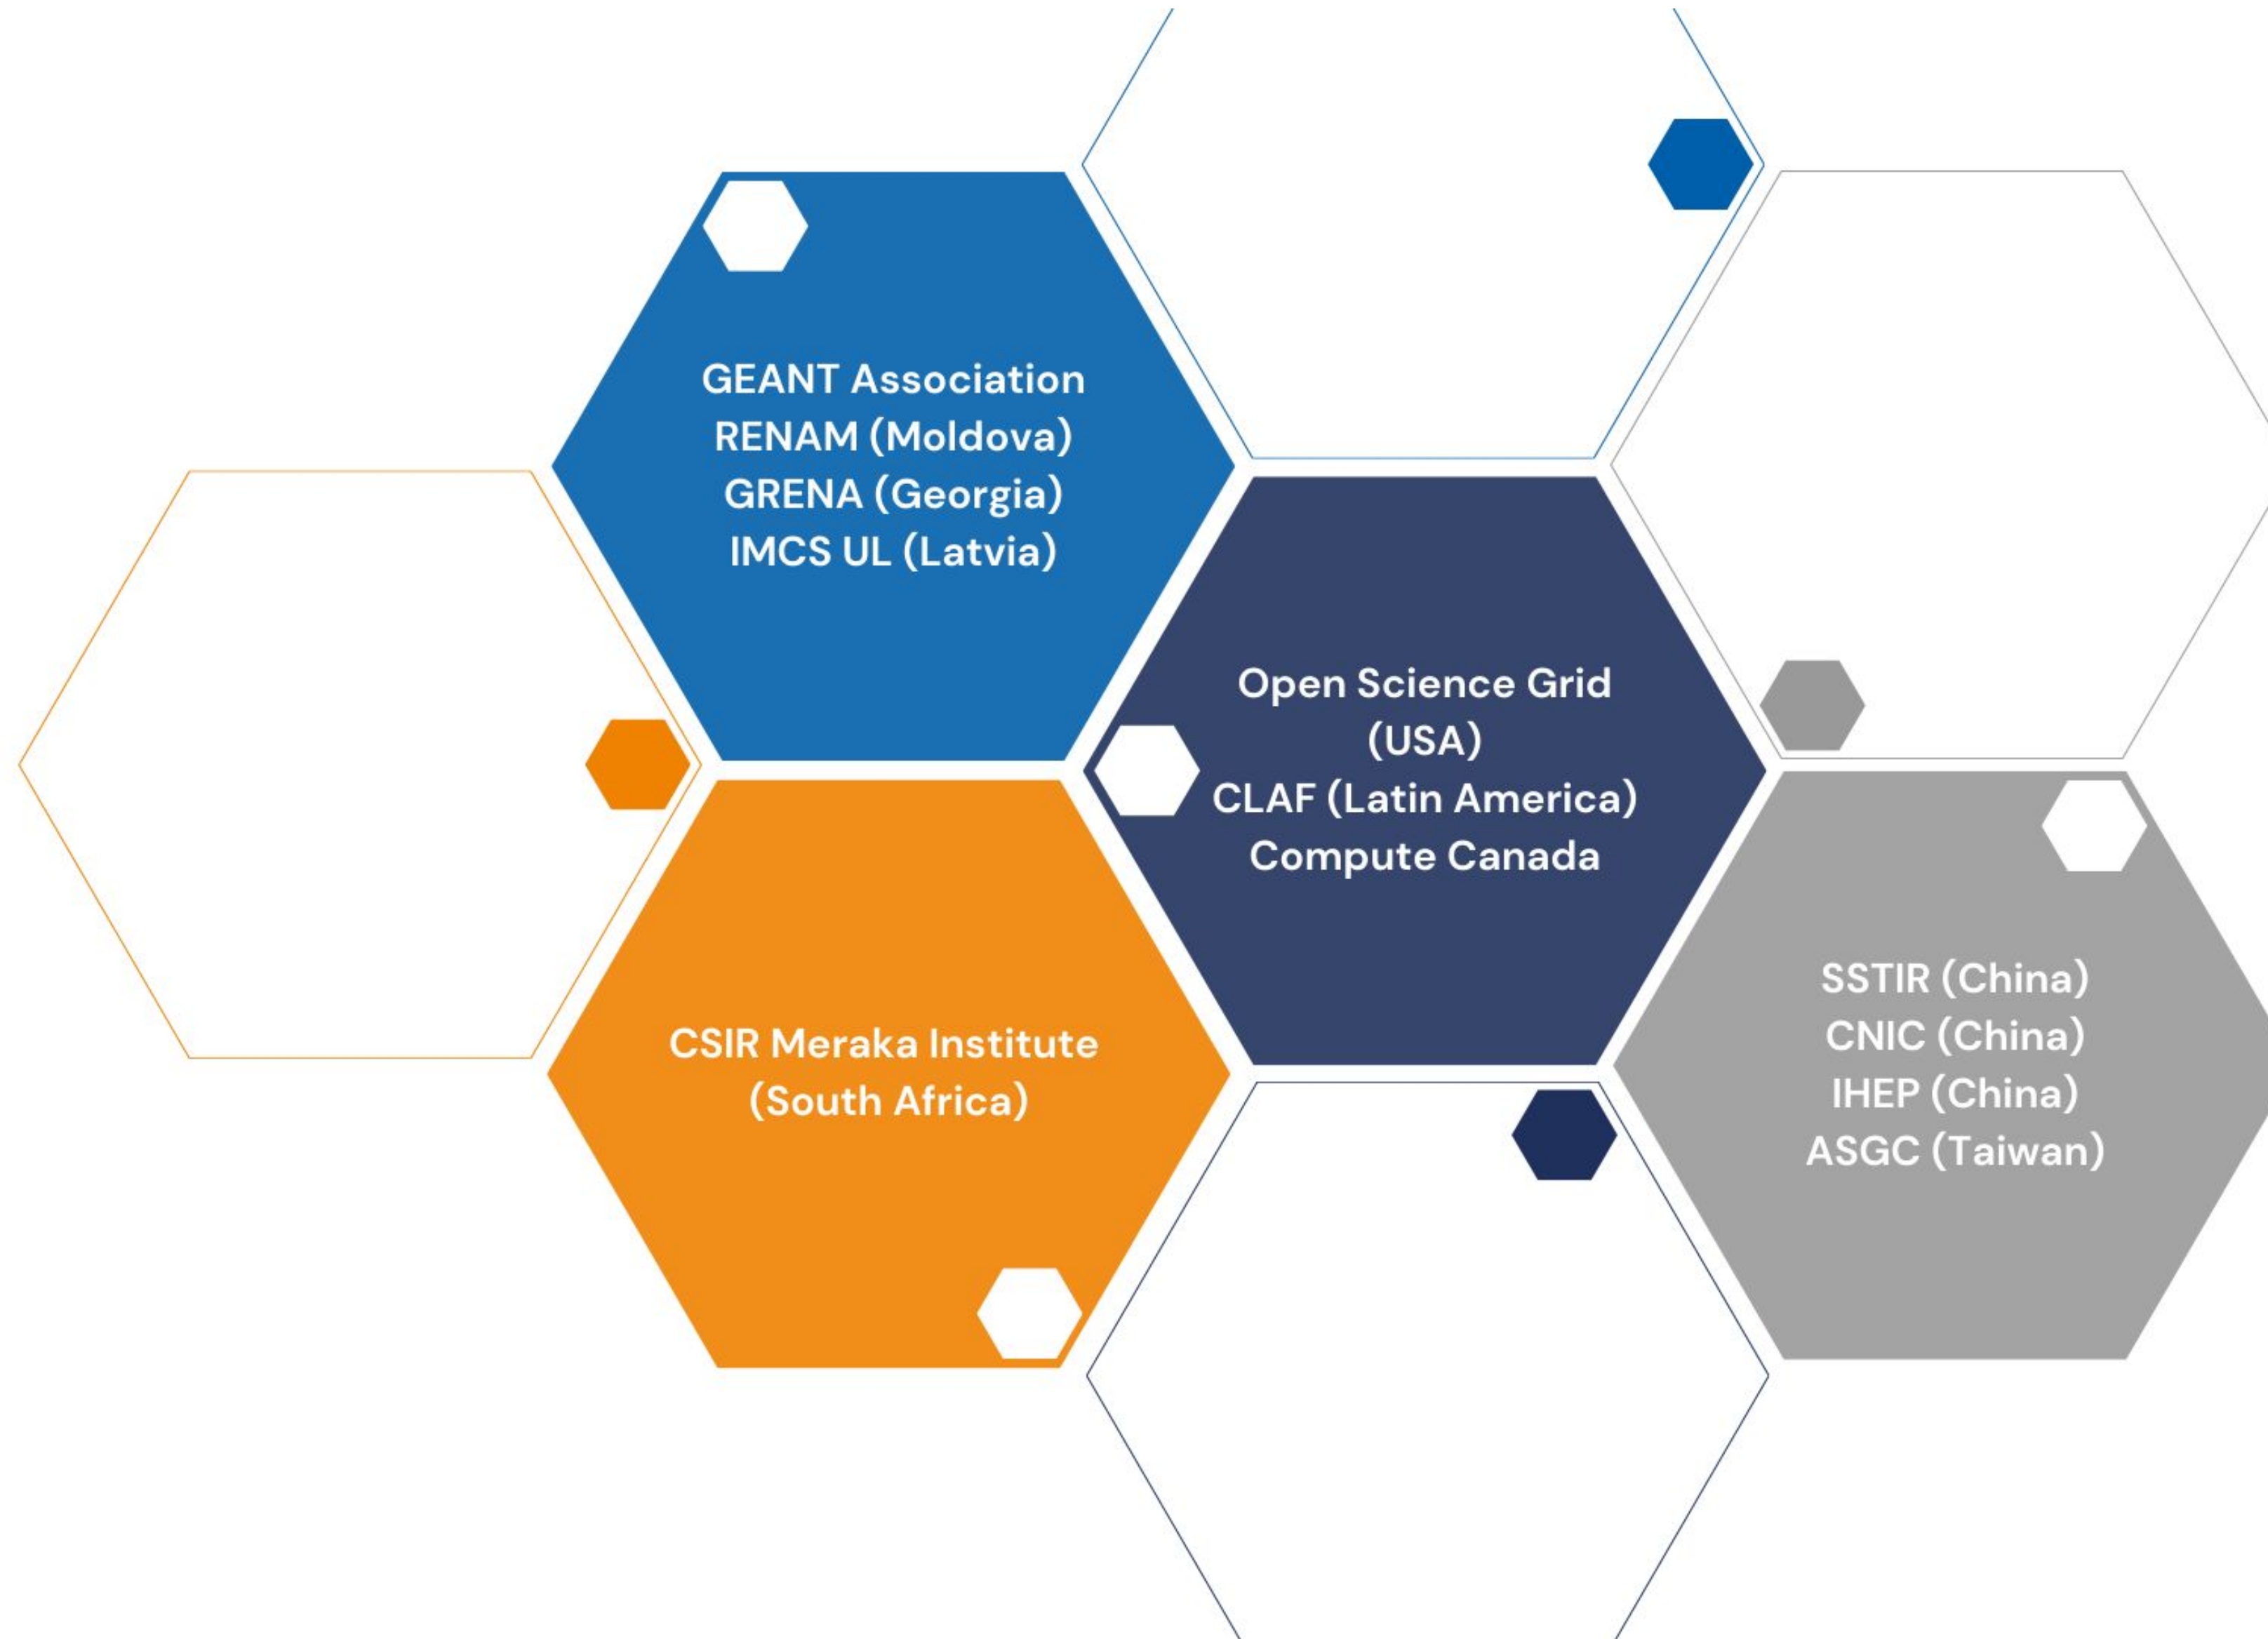 GEANT Association
RENAM (Moldova)
GRENA (Georgia)
IMCS UL (Latvia)
Open Science Grid
(USA)
CLAF (Latin America)
Compute Canada
CSIR Meraka Institute
(South Africa)
SSTIR (China)
CNIC (China)
IHEP (China)
ASGC (Taiwan)